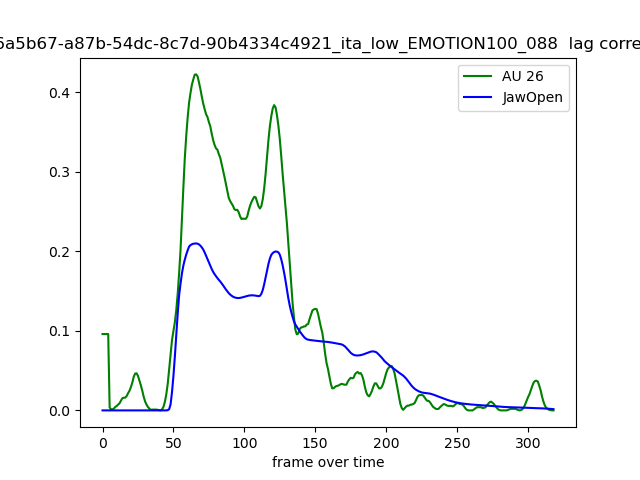 6a5b67-a87b-54dc-8c7d-90b4334c4921_ita_low_EMOTION100_088  lag corre
AU 26
JawOpen
0.4
0.3
0.2
0.1
0.0
0 50 100 150 200 250 300
frame over time